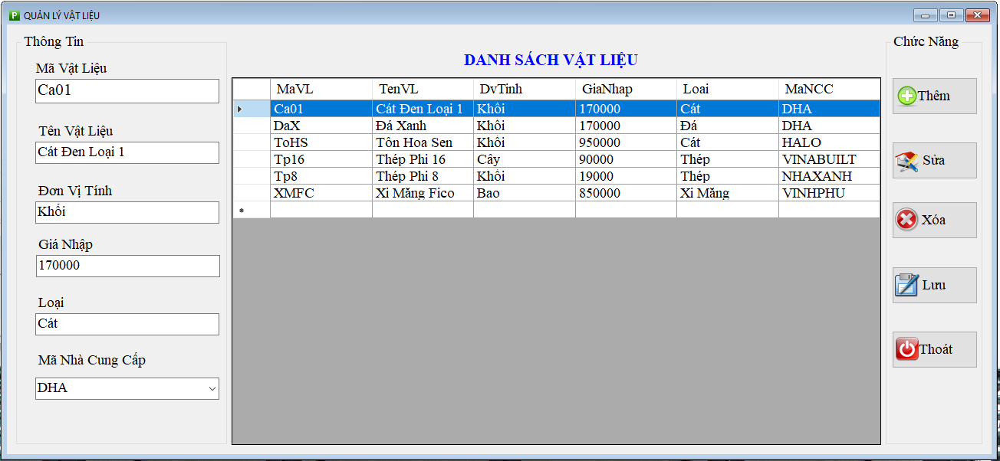 QUẢN LÝ VẬT LIỆU
Thông Tin
Mã Vật Liệu
Ca01
Tên Vật Liệu
Cát Đen Loại 1
Đơn Vị Tính
Khối
Giá Nhập
170000
Loại
Cát
Mã Nhà Cung Cấp
DHA
DANH SÁCH VẬT LIỆU
MaVL TenVL DvTinh GiaNhap Loai MaNCC
Ca01 Cát Đen Loại 1 Khối 170000 Cát DHA
DaX Đá Xanh Khối 170000 Đá DHA
ToHS Tôn Hoa Sen Khối 950000 Cát HALO
Tp16 Thép Phi 16 Cây 90000 Thép VINABUILT
Tp8 Thép Phi 8 Khối 19000 Thép NHAXANH
XMFC Xi Măng Fico Bao 850000 Xi Măng VINHPHU
Chức Năng
Thêm
Sửa
Xóa
Lưu
Thoát